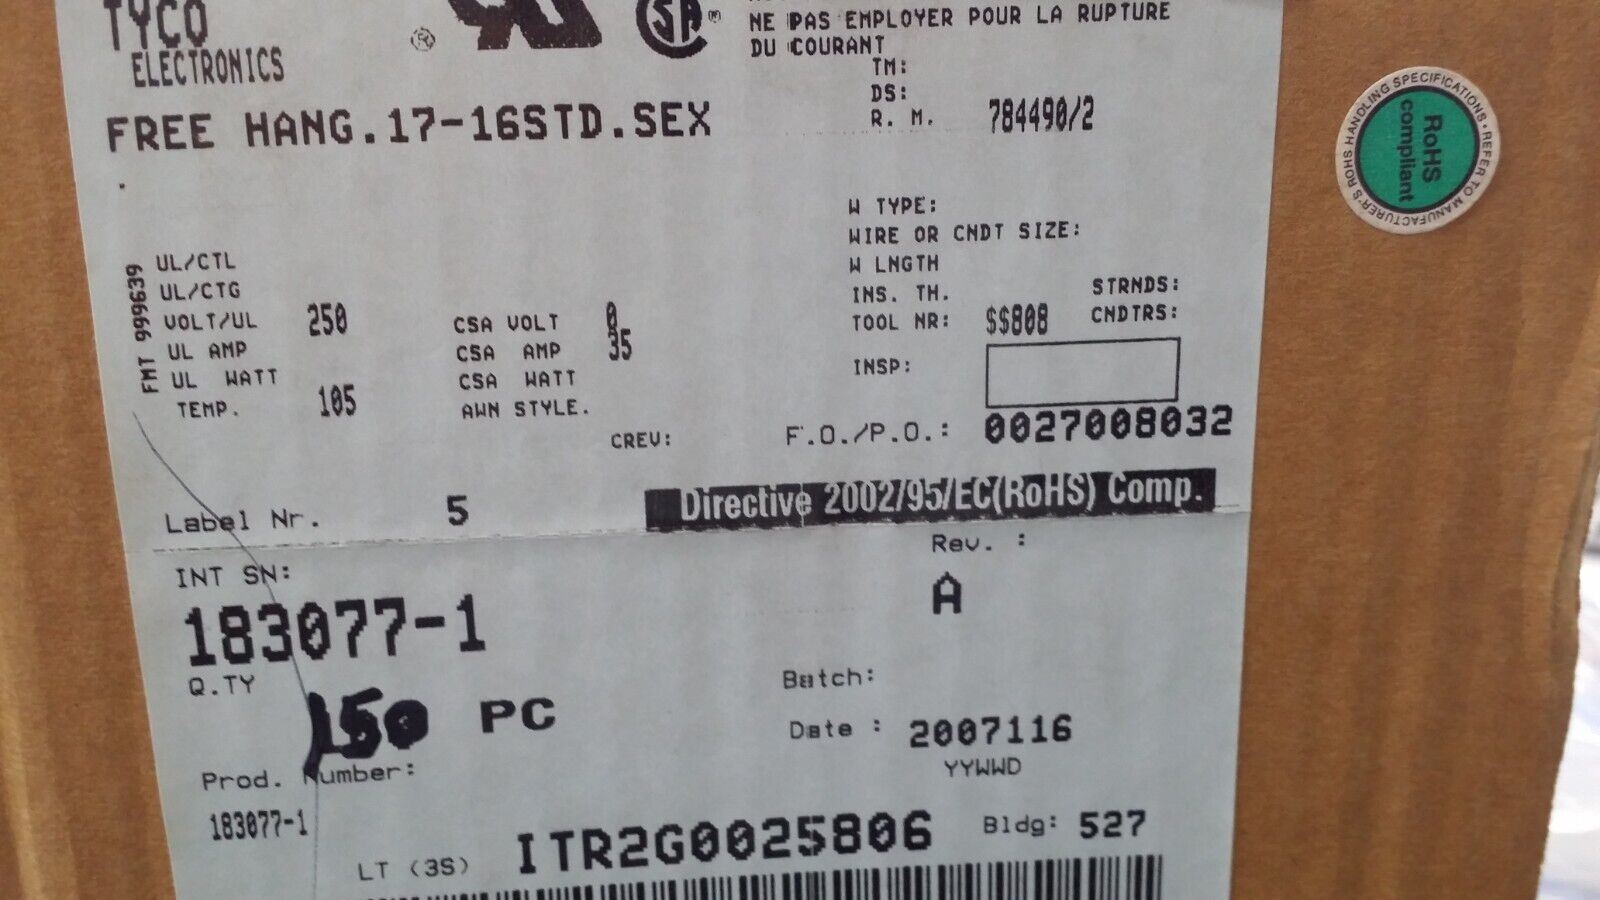 TYCO
ELECTRONICS
®
NE PAS EMPLOYER POUR LA RUPTURE
DU COURANT
TM:
DS:
R. M. 784490/2
FREE HANG.17-16STD.SEX
MANUFACTURER'S ROHS HANDLING SPECIFICATIONS • REFER TO
RoHS
compliant
W TYPE:
WIRE OR CNDT SIZE:
W LNGTH
INS. TH. STRNDS:
TOOL NR: $$808 CNDTRS:
INSP:
FMT 999639
UL/CTL
UL/CTG
VOLT/UL 250 CSA VOLT 0
UL AMP CSA AMP 35
UL WATT CSA WATT
TEMP. 105 AWN STYLE.
CREV:
F.O./P.O.: 0027008032
Label Nr. 5
Directive 2002/95/EC(RoHS) Comp.
INT SN: Rev. :
183077-1 A
Q.TY
150 PC
Batch:
Date : 2007116
YYWWD
Prod. Number:
183077-1
LT (3S) ITR2G0025806 Bldg: 527